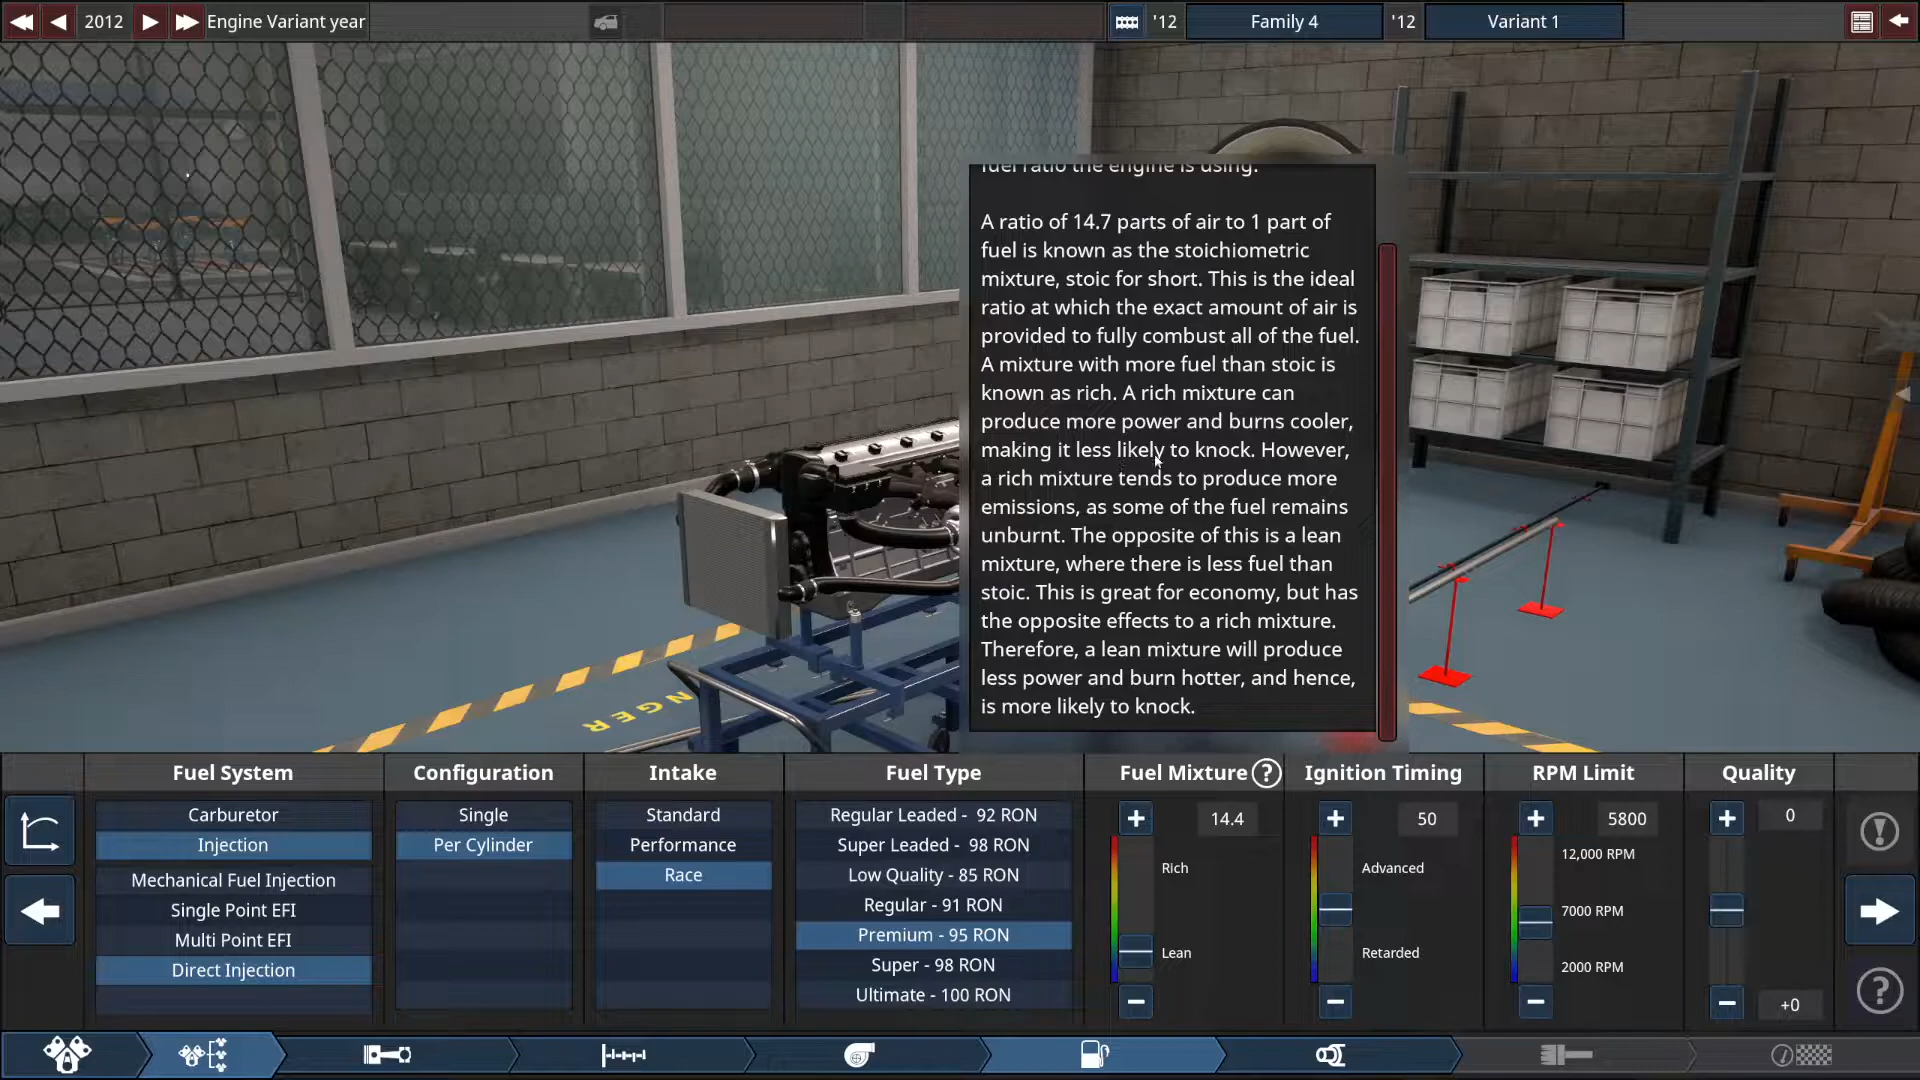 2012
Engine Variant year
'12
Family 4
'12
Variant 1
fuel ratio the engine is using.
A ratio of 14.7 parts of air to 1 part of
fuel is known as the stoichiometric
mixture, stoic for short. This is the ideal
ratio at which the exact amount of air is
provided to fully combust all of the fuel.
A mixture with more fuel than stoic is
known as rich. A rich mixture can
produce more power and burns cooler,
making it less likely to knock. However,
a rich mixture tends to produce more
emissions, as some of the fuel remains
unburnt. The opposite of this is a lean
mixture, where there is less fuel than
stoic. This is great for economy, but has
the opposite effects to a rich mixture.
Therefore, a lean mixture will produce
less power and burn hotter, and hence,
is more likely to knock.
NGER
Fuel System
Carburetor
Injection
Mechanical Fuel Injection
Single Point EFI
Multi Point EFI
Direct Injection
Configuration
Single
Per Cylinder
Intake
Standard
Performance
Race
Fuel Type
Regular Leaded - 92 RON
Super Leaded - 98 RON
Low Quality - 85 RON
Regular - 91 RON
Premium - 95 RON
Super - 98 RON
Ultimate - 100 RON
Fuel Mixture ?
14.4
Rich
Lean
Ignition Timing
50
Advanced
Retarded
RPM Limit
5800
12,000 RPM
7000 RPM
2000 RPM
Quality
0
+0